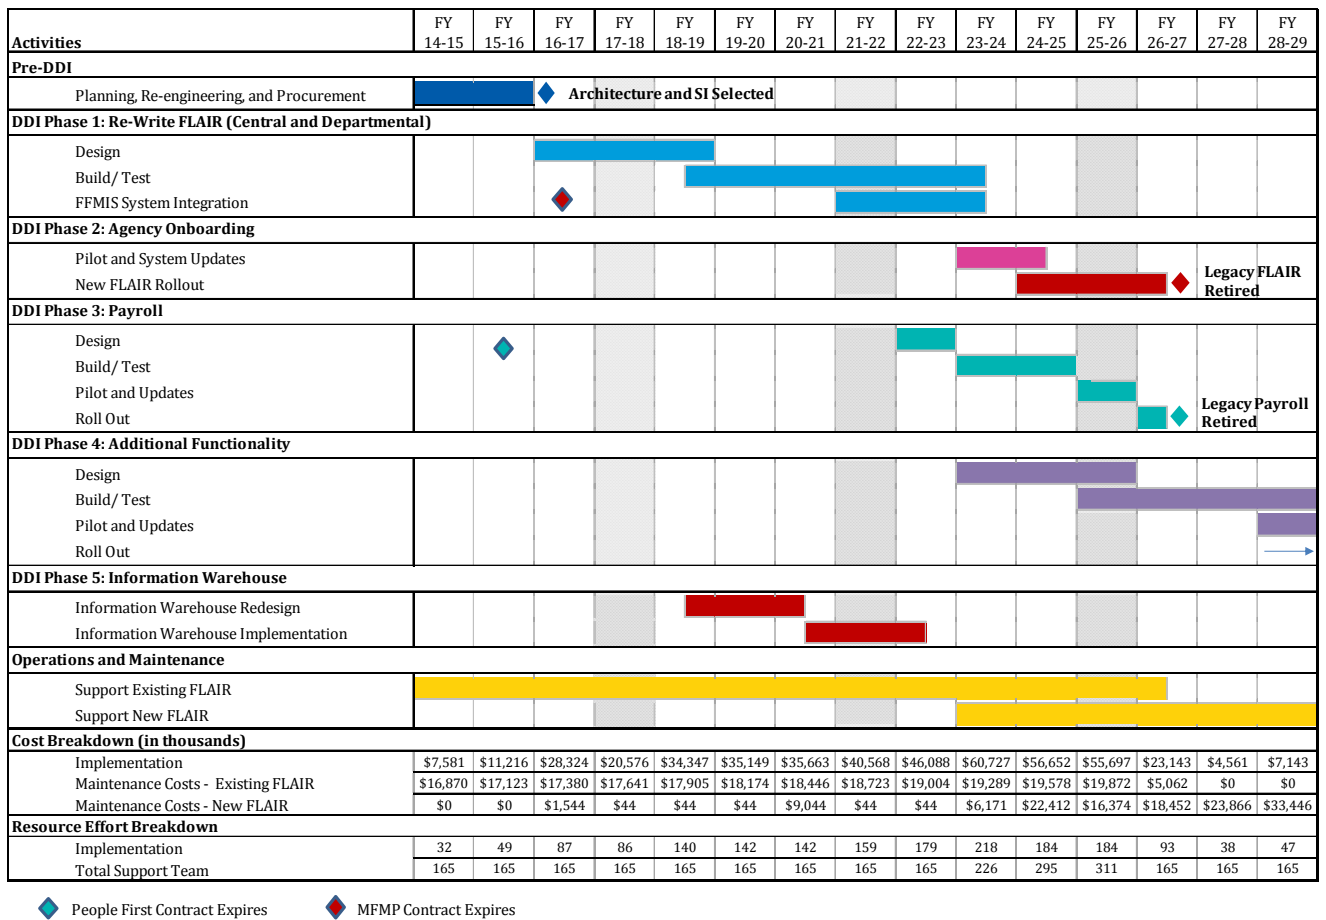 FY FY FY FY FY FY FY FY FY FY FY FY FY FY FY
Activities 14-15 15-16 16-17 17-18 18-19 19-20 20-21 21-22 22-23 23-24 24-25 25-26 26-27 27-28 28-29
Pre-DDI
Planning, Re-engineering, and Procurement Architecture and SI Selected
DDI Phase 1: Re-Write FLAIR (Central and Departmental)
Design
Build/ Test
FFMIS System Integration
DDI Phase 2: Agency Onboarding
Pilot and System Updates
New FLAIR Rollout
Legacy FLAIR
Retired
DDI Phase 3: Payroll
Design
Build/ Test
Pilot and Updates
Roll Out
Legacy Payroll
Retired
DDI Phase 4: Additional Functionality
Design
Build/ Test
Pilot and Updates
Roll Out
DDI Phase 5: Information Warehouse
Information Warehouse Redesign
Information Warehouse Implementation
Operations and Maintenance
Support Existing FLAIR
Support New FLAIR
Cost Breakdown (in thousands)
Implementation $7,581 $11,216 $28,324 $20,576 $34,347 $35,149 $35,663 $40,568 $46,088 $60,727 $56,652 $55,697 $23,143 $4,561 $7,143
Maintenance Costs - Existing FLAIR $16,870 $17,123 $17,380 $17,641 $17,905 $18,174 $18,446 $18,723 $19,004 $19,289 $19,578 $19,872 $5,062 $0 $0
Maintenance Costs - New FLAIR $0 $0 $1,544 $44 $44 $44 $9,044 $44 $44 $6,171 $22,412 $16,374 $18,452 $23,866 $33,446
Resource Effort Breakdown
Implementation 32 49 87 86 140 142 142 159 179 218 184 184 93 38 47
Total Support Team 165 165 165 165 165 165 165 165 165 226 295 311 165 165 165
People First Contract Expires MFMP Contract Expires